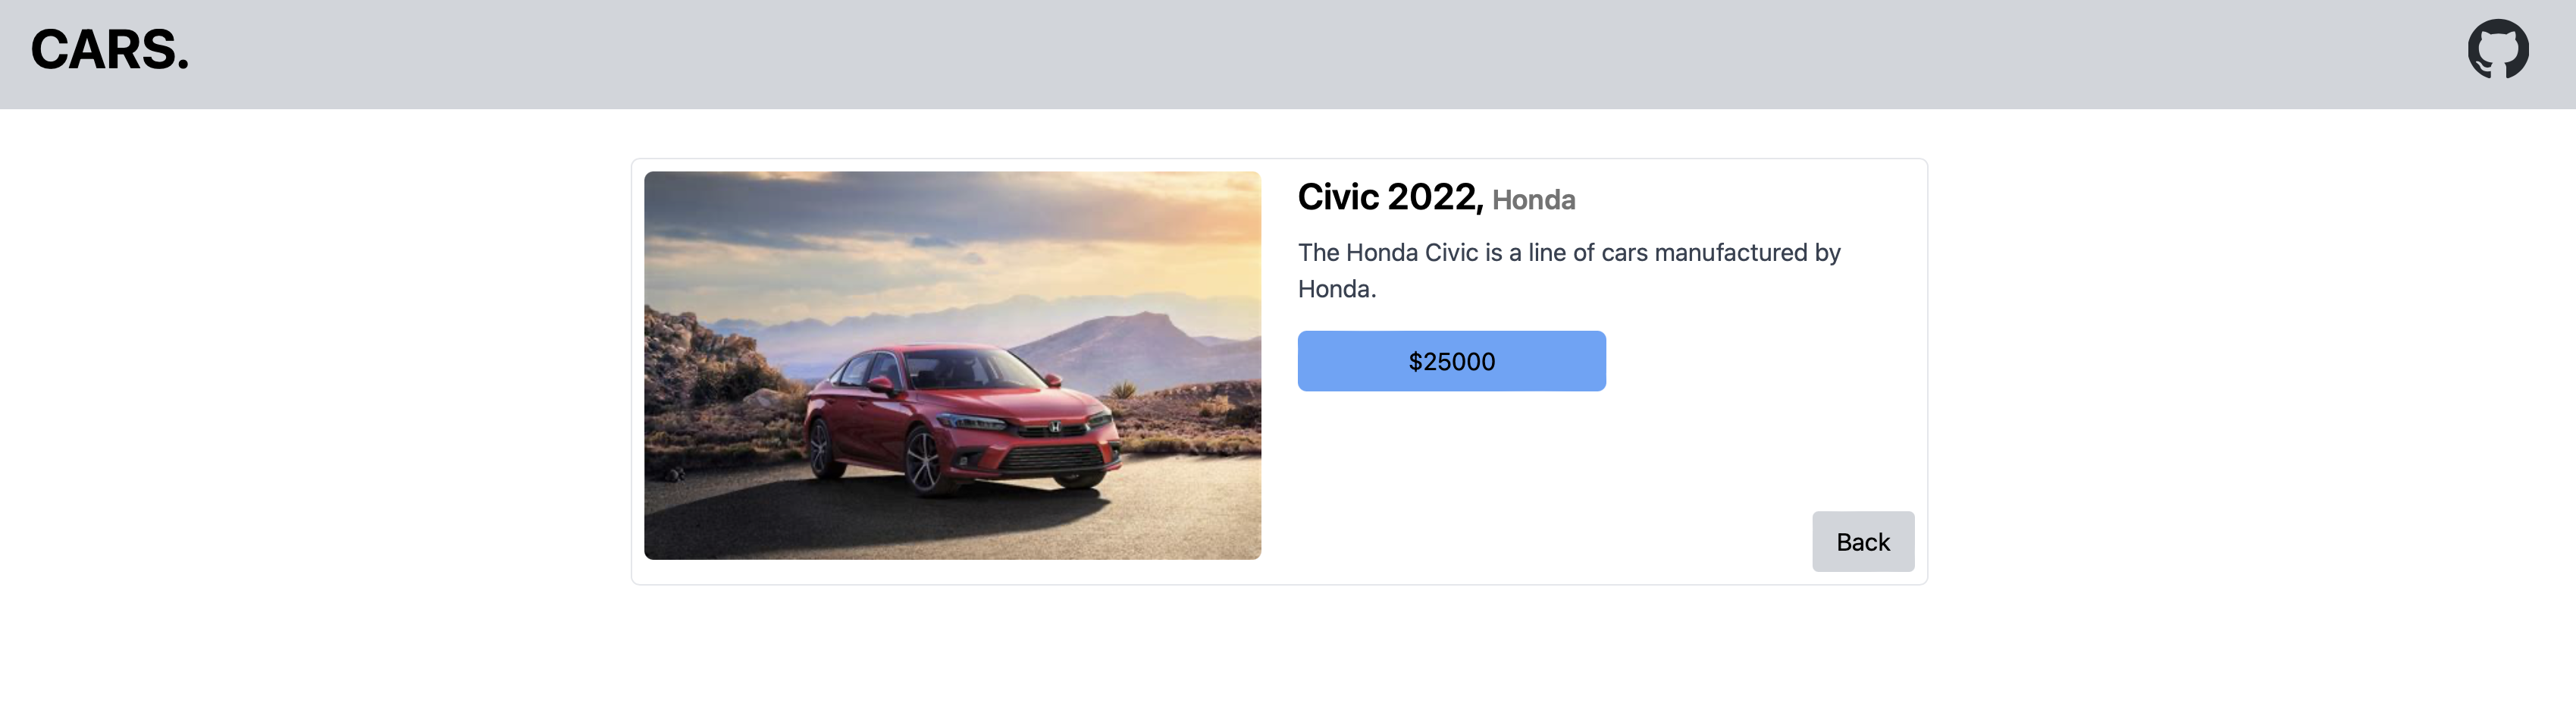 CARS.
Civic 2022, Honda
The Honda Civic is a line of cars manufactured by
Honda.
$25000
Back